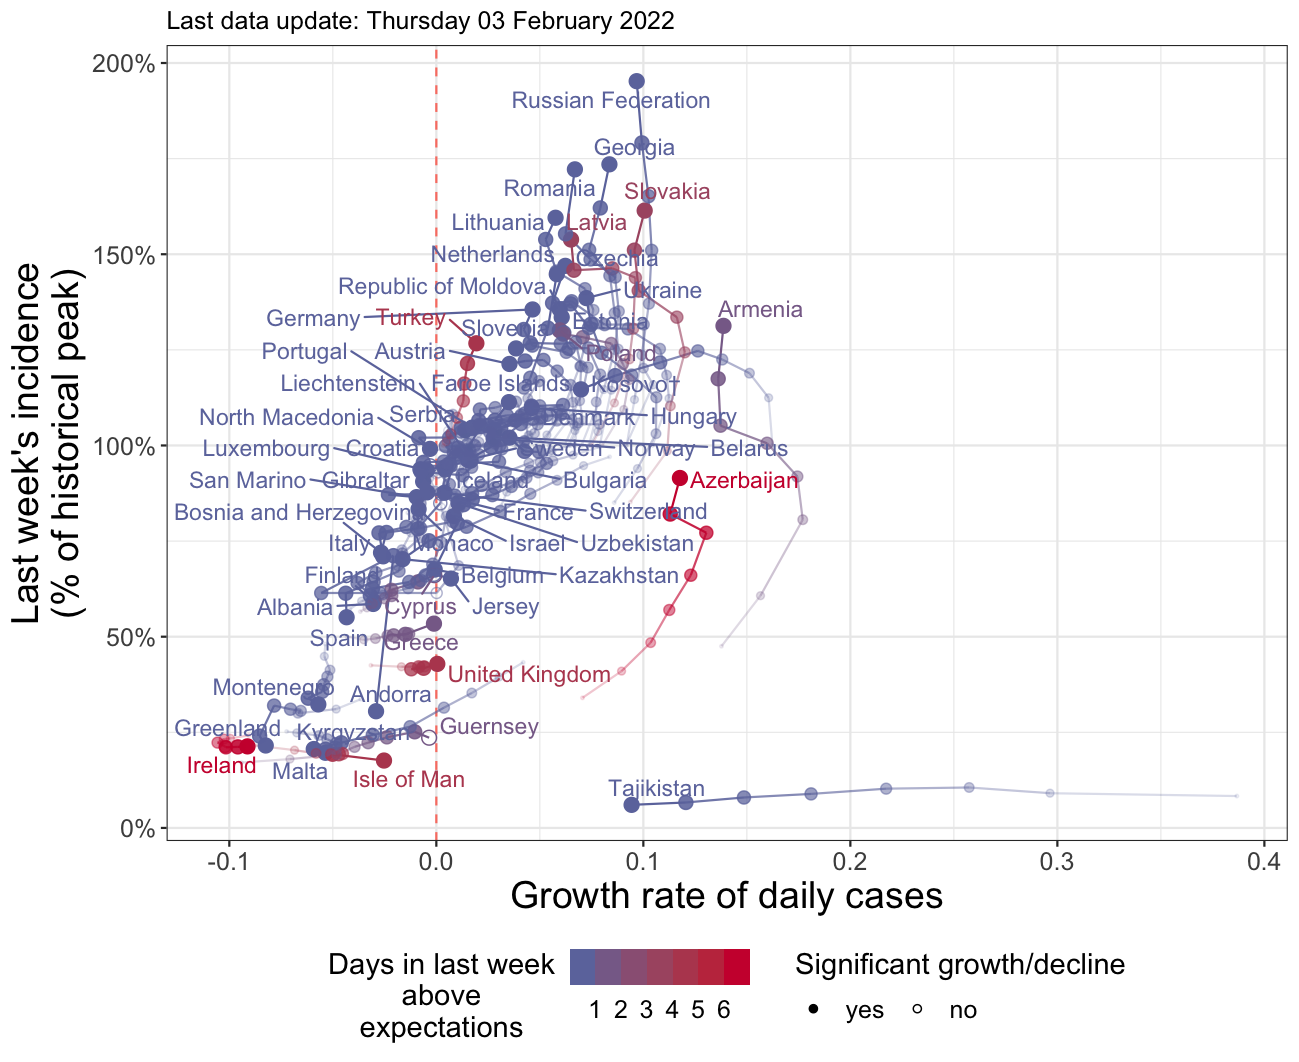 Last data update: Thursday 03 February 2022
200%
150%
100%
50%
0%
Last week's incidence
(% of historical peak)
Russian Federation
Georgia
Romania
Slovakia
Lithuania
Latvia
Netherlands
Czechia
Republic of Moldova
Ukraine
Armenia
Germany
Turkey
Slovenia
Estonia
Portugal
Austria
Poland
Liechtenstein
Faroe Islands
Kosovo†
North Macedonia
Serbia
Denmark
Hungary
Luxembourg
Croatia
Sweden
Norway
Belarus
San Marino
Gibraltar
Iceland
Bulgaria
Azerbaijan
Bosnia and Herzegovina
France
Switzerland
Italy
Monaco
Israel
Uzbekistan
Finland
Belgium
Kazakhstan
Albania
Cyprus
Jersey
Spain
Greece
United Kingdom
Montenegro
Andorra
Greenland
Kyrgyzstan
Guernsey
Ireland
Malta
Isle of Man
Tajikistan
-0.1
0.0
0.1
0.2
0.3
0.4
Growth rate of daily cases
Days in last week
above
expectations
1 2 3 4 5 6
Significant growth/decline
yes
no